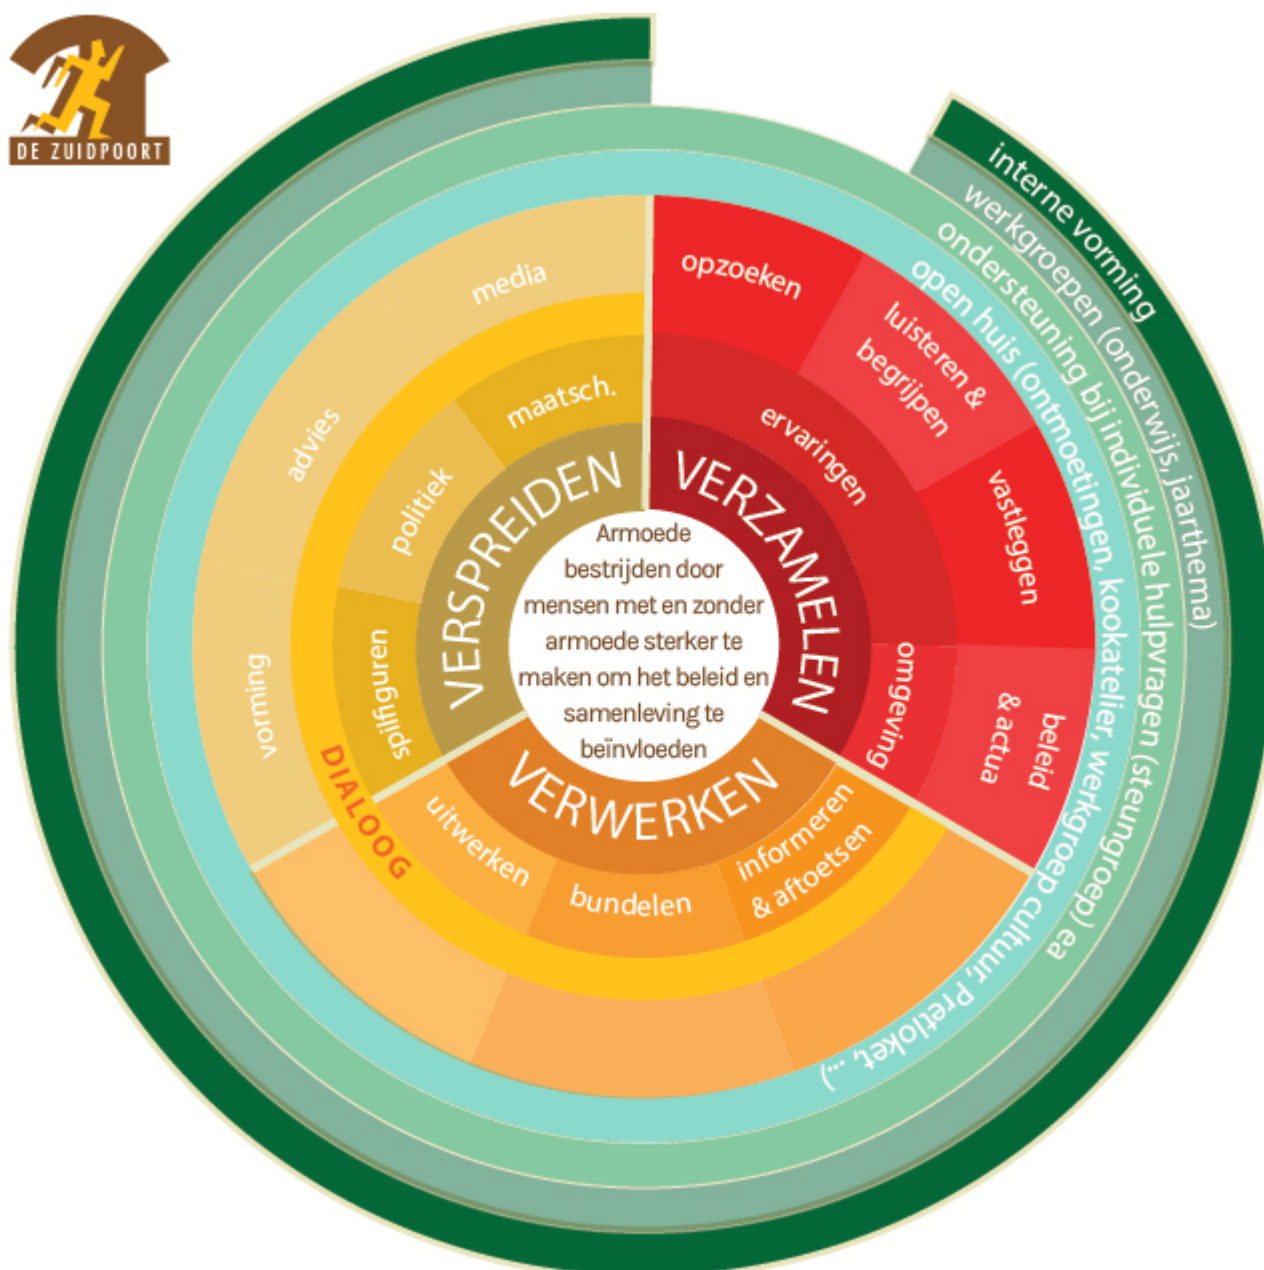 DE ZUIDPOORT
interne vorming
werkgroepen (onderwijs, jaarthema)
ondersteuning bij individuele hulpvragen (steungroep) ea
open huis (ontmoetingen, kookatelier, werkgroep cultuur, Pretloket, ...)
opzoeken
luisteren &
begrijpen
vastleggen
beleid
& actua
ervaringen
omgeving
VERZAMELEN
VERWERKEN
informeren
& aftoetsen
bundelen
uitwerken
DIALOOG
VERSPREIDEN
spilfiguren
politiek
maatsch.
vorming
advies
media
Armoede
bestrijden door
mensen met en zonder
armoede sterker te
maken om het beleid en
samenleving te
beïnvloeden